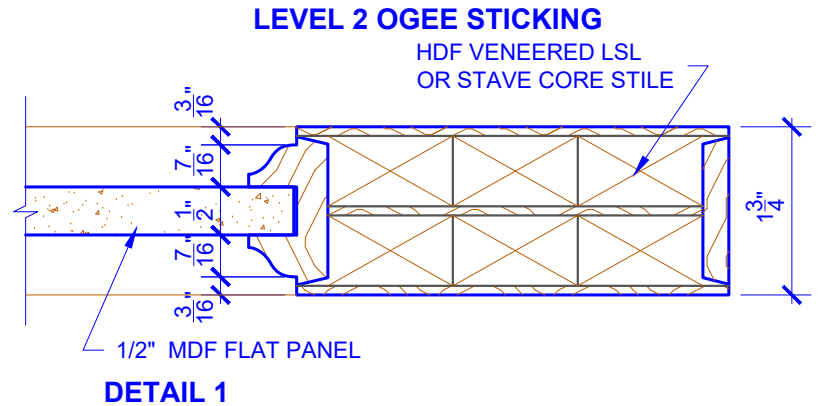 LEVEL 2 OGEE STICKING
HDF VENEERED LSL
OR STAVE CORE STILE
3/16"
7/16"
1/2"
7/16"
3/16"
1 3/4"
1/2" MDF FLAT PANEL
DETAIL 1